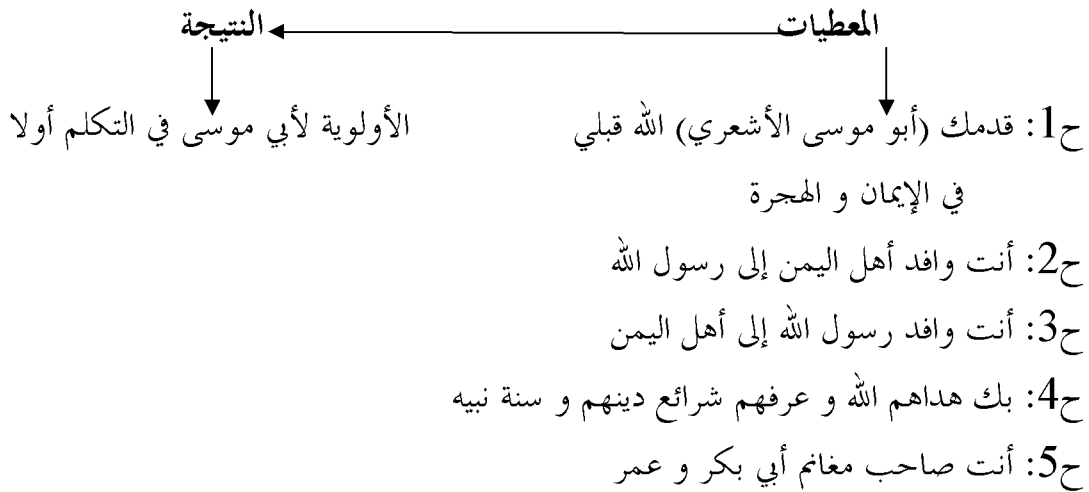 المعطيات النتيجة
ح1: قدمك (أبو موسى الأشعري) الله قبلي الأولوية لأبي موسى في التكلم أولا
في الإيمان و الهجرة
ح2: أنت وافد أهل اليمن إلى رسول الله
ح3: أنت وافد رسول الله إلى أهل اليمن
ح4: بك هداهم الله و عرفهم شرائع دينهم و سنة نبيه
ح5: أنت صاحب مغانم أبي بكر و عمر